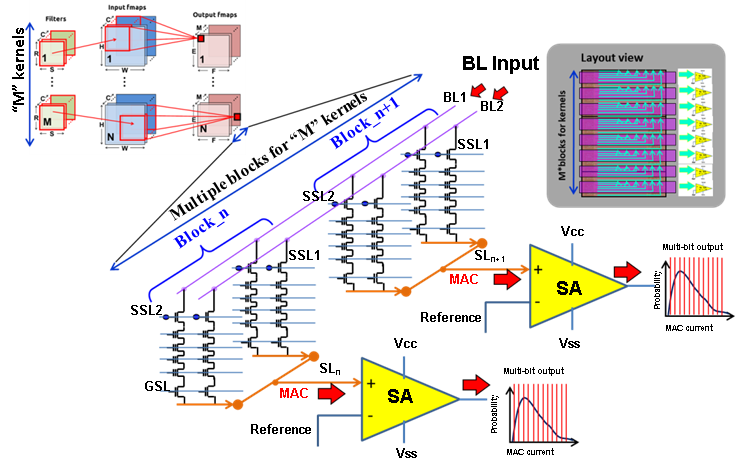 Filters
Input fmaps
Output fmaps
"M" kernels
C
R
1
S
C
H
1
W
M
E
1
F
C
R
M
S
C
H
N
W
M
E
N
F
Multiple blocks for "M" kernels
Block_n+1
Block_n
BL Input
BL1
BL2
Layout view
M*blocks for kernels
SSL1
SSL2
SSL1
SSL2
GSL
SLn+1
MAC
Vcc
+
SA
-
Reference
Vss
Multi-bit output
Probability
MAC current
SLn
MAC
Vcc
+
SA
-
Reference
Vss
Multi-bit output
Probability
MAC current